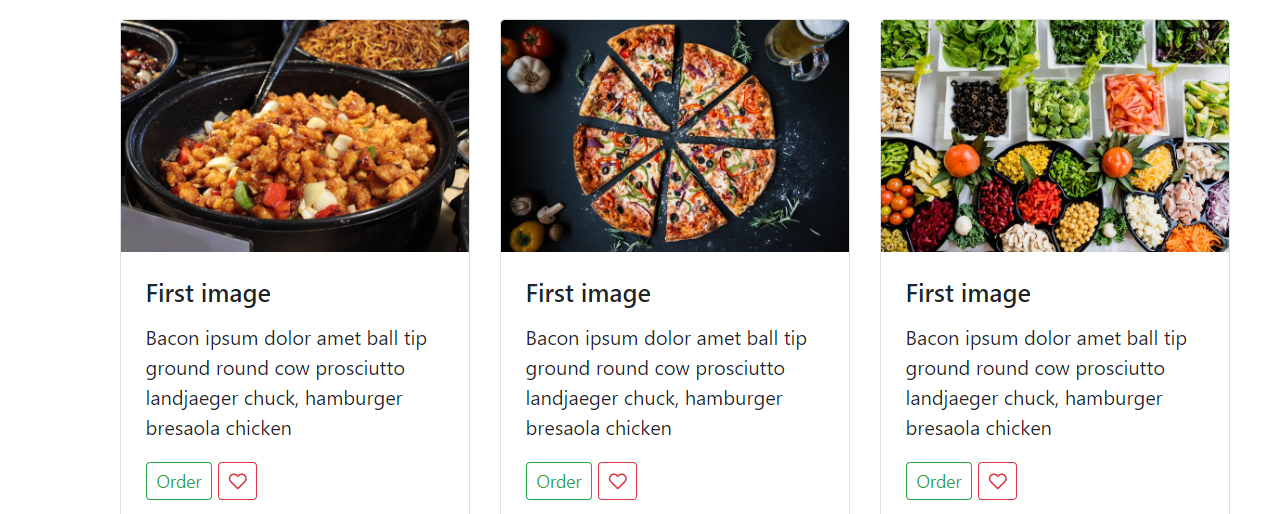 First image
Bacon ipsum dolor amet ball tip
ground round cow prosciutto
landjaeger chuck, hamburger
bresaola chicken
Order
First image
Bacon ipsum dolor amet ball tip
ground round cow prosciutto
landjaeger chuck, hamburger
bresaola chicken
Order
First image
Bacon ipsum dolor amet ball tip
ground round cow prosciutto
landjaeger chuck, hamburger
bresaola chicken
Order